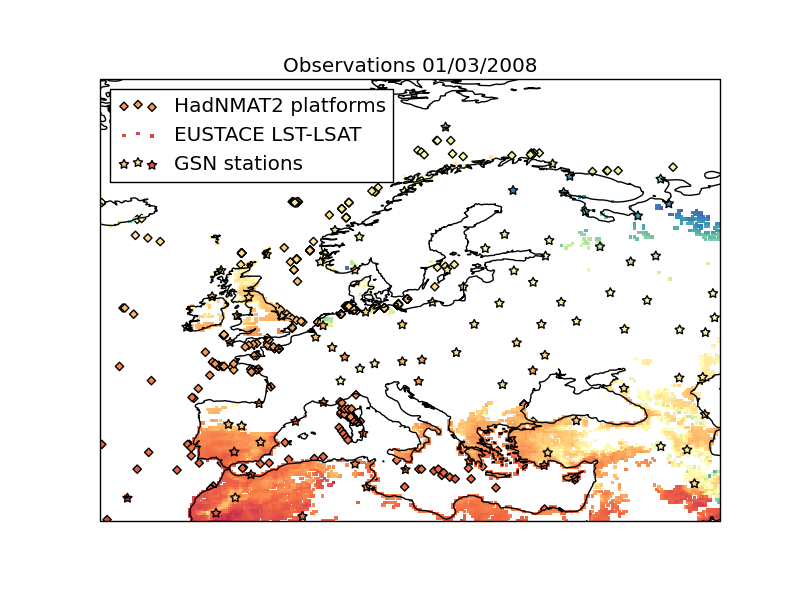 Observations 01/03/2008
HadNMAT2 platforms
EUSTACE LST-LSAT
GSN stations